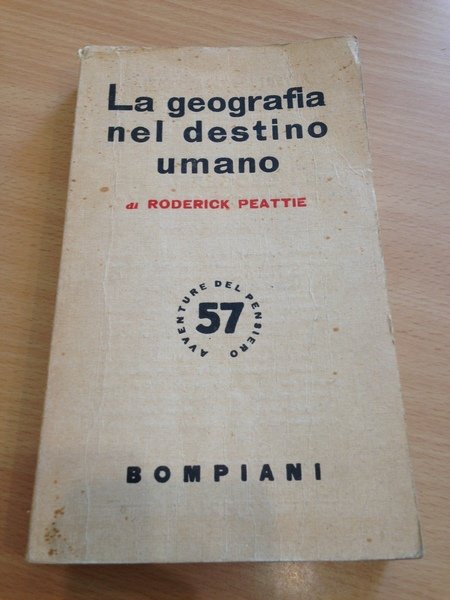 La geografia
nel destino
umano
di RODERICK PEATTIE
AVVENTURE DEL PENSIERO
57
BOMPIANI